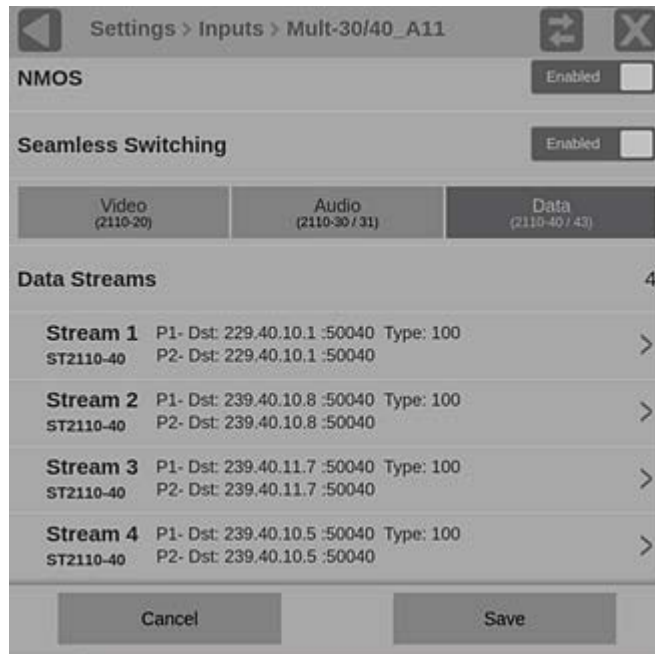 Settings > Inputs > Mult-30/40_A11
NMOS
Enabled
Seamless Switching
Enabled
Video
(2110-20)
Audio
(2110-30 / 31)
Data
(2110-40 / 43)
Data Streams
4
Stream 1 P1- Dst: 229.40.10.1 :50040 Type: 100 >
ST2110-40 P2- Dst: 229.40.10.1 :50040
Stream 2 P1- Dst: 239.40.10.8 :50040 Type: 100 >
ST2110-40 P2- Dst: 239.40.10.8 :50040
Stream 3 P1- Dst: 239.40.11.7 :50040 Type: 100 >
ST2110-40 P2- Dst: 239.40.11.7 :50040
Stream 4 P1- Dst: 239.40.10.5 :50040 Type: 100 >
ST2110-40 P2- Dst: 239.40.10.5 :50040
Cancel
Save